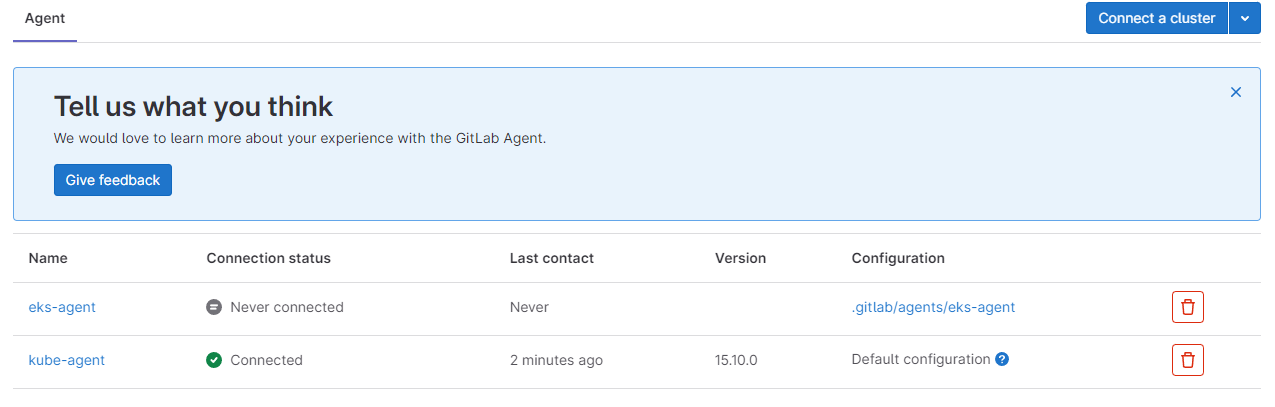 Agent
Connect a cluster
Tell us what you think
We would love to learn more about your experience with the GitLab Agent.
Give feedback
Name Connection status Last contact Version Configuration
eks-agent Never connected Never .gitlab/agents/eks-agent
kube-agent Connected 2 minutes ago 15.10.0 Default configuration ?